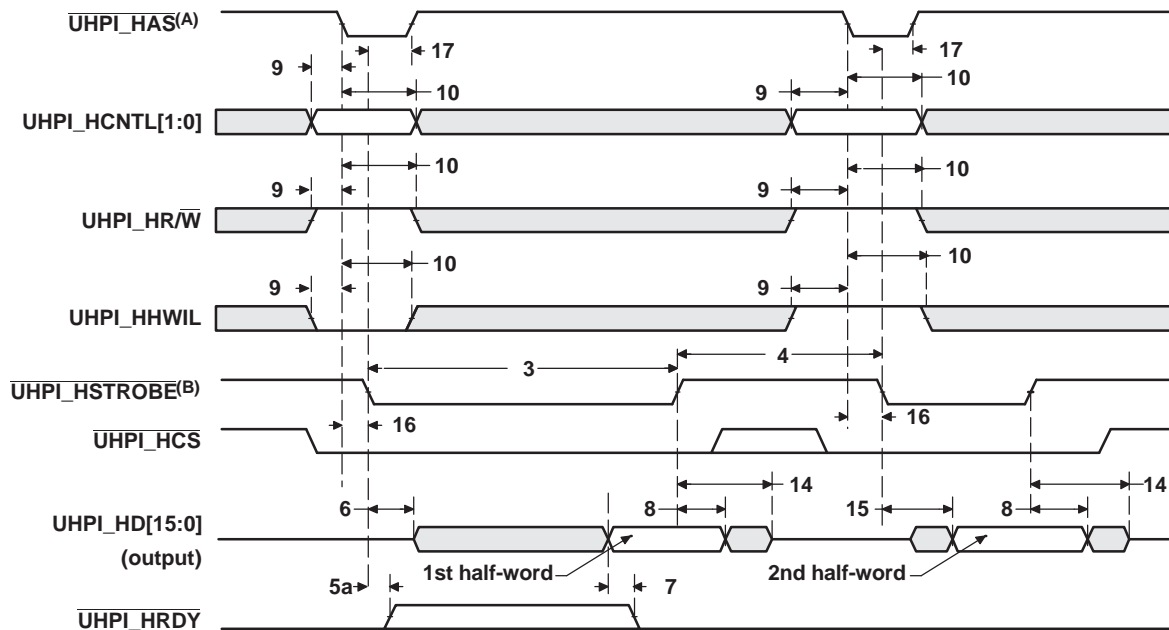 UHPI_HAS(A)
17
17
9
10
9
10
UHPI_HCNTL[1:0]
10
10
9
9
UHPI_HR/W
10
10
9
9
UHPI_HHWIL
3
4
UHPI_HSTROBE(B)
16
16
UHPI_HCS
14
14
6
8
15
8
UHPI_HD[15:0]
(output)
1st half-word
2nd half-word
5a
7
UHPI_HRDY